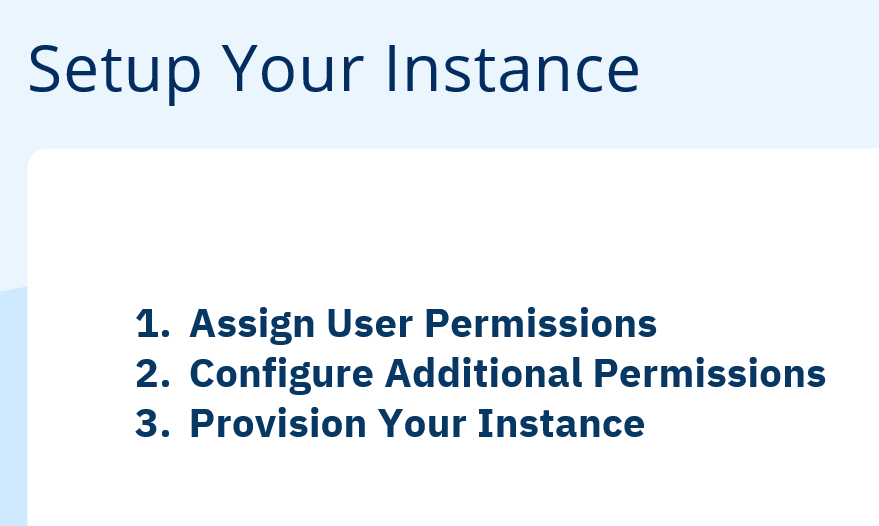 Setup Your Instance
1. Assign User Permissions
2. Configure Additional Permissions
3. Provision Your Instance